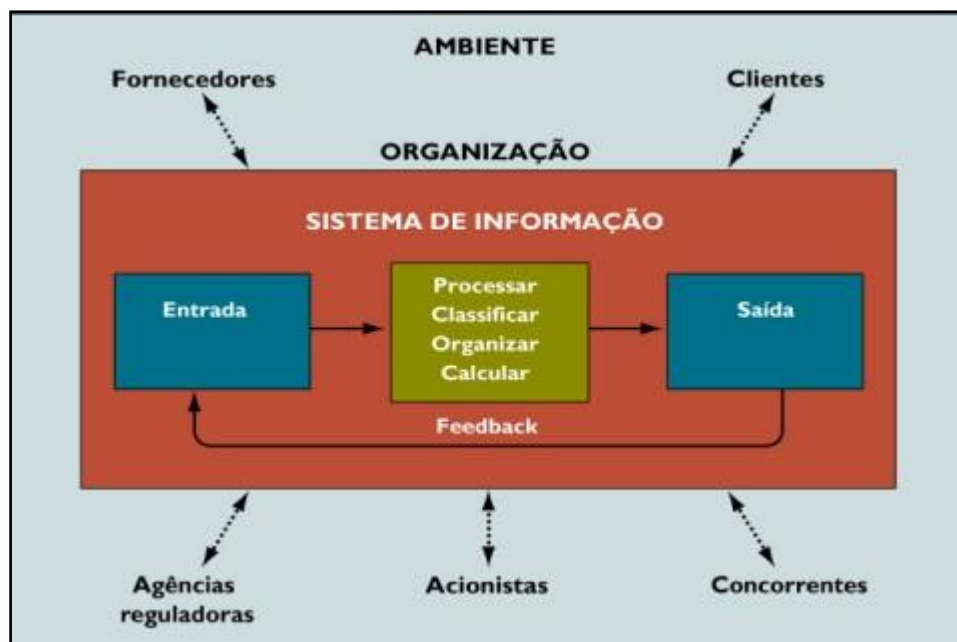 AMBIENTE
Fornecedores
Clientes
ORGANIZAÇÃO
SISTEMA DE INFORMAÇÃO
Entrada
Processar
Classificar
Organizar
Calcular
Saída
Feedback
Agências
reguladoras
Acionistas
Concorrentes